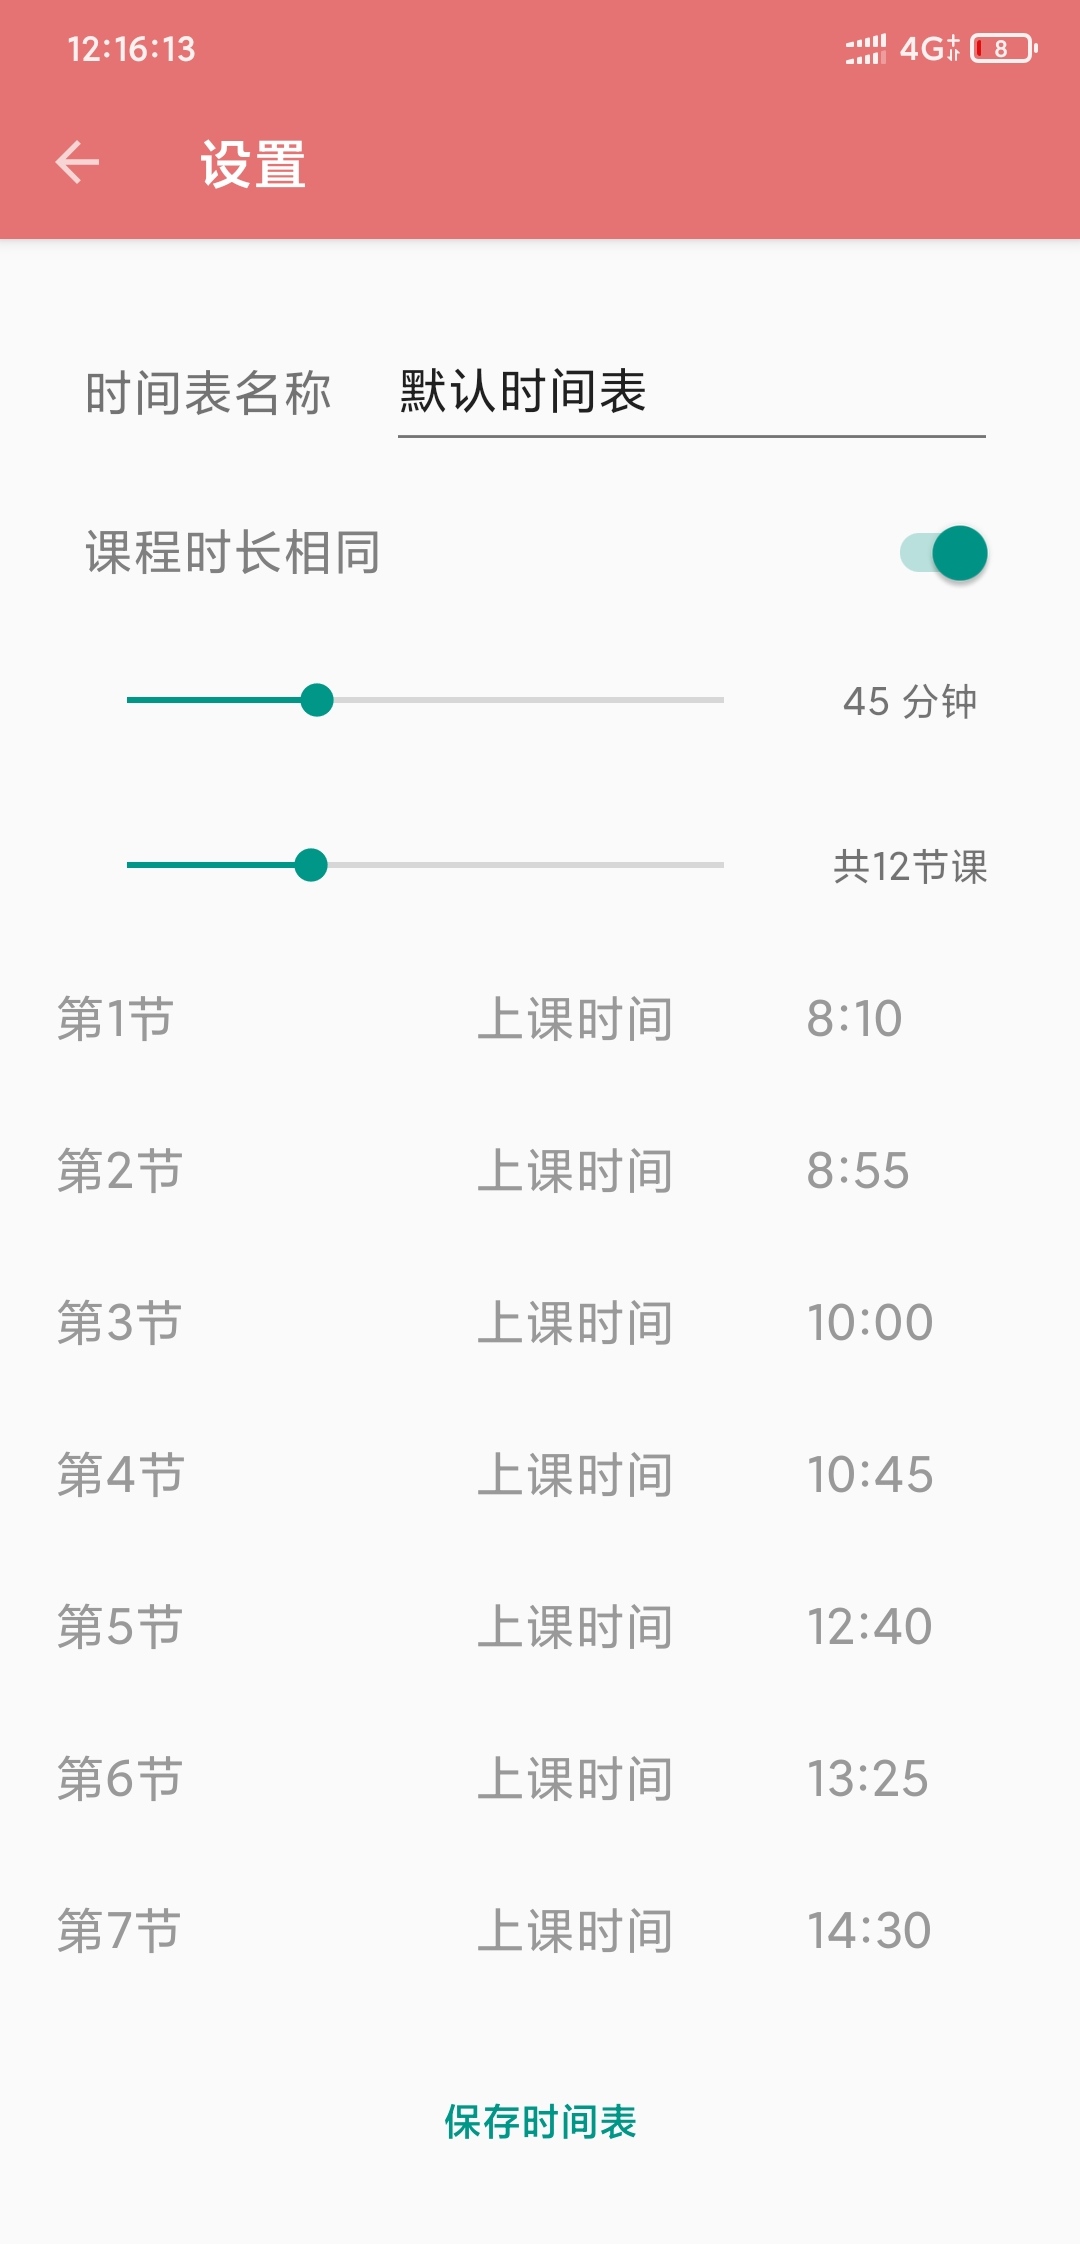 12:16:13 4G+ 8
设置
时间表名称 默认时间表
课程时长相同
45 分钟
共12节课
第1节 上课时间 8:10
第2节 上课时间 8:55
第3节 上课时间 10:00
第4节 上课时间 10:45
第5节 上课时间 12:40
第6节 上课时间 13:25
第7节 上课时间 14:30
保存时间表